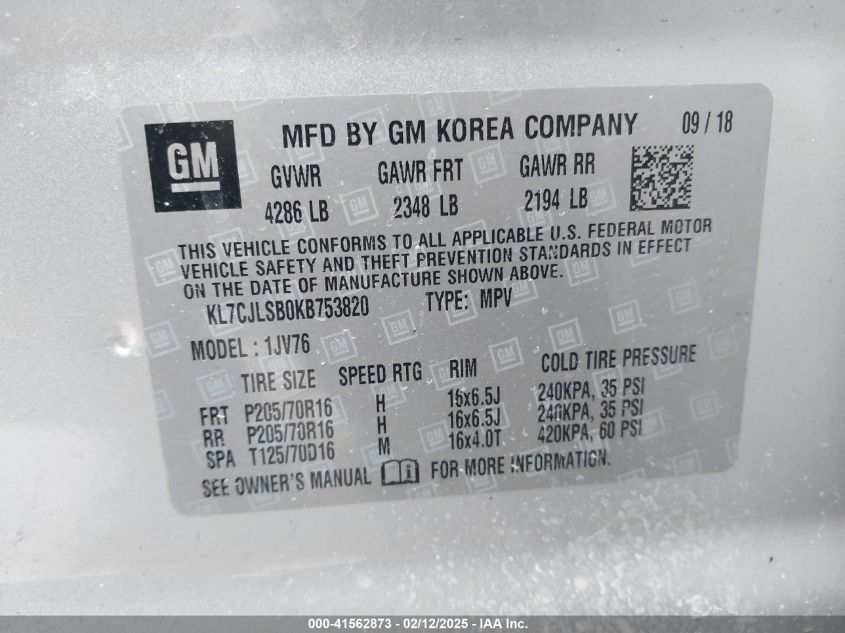 GM
MFD BY GM KOREA COMPANY 09 / 18
GVWR GAWR FRT GAWR RR
4286 LB 2348 LB 2194 LB
THIS VEHICLE CONFORMS TO ALL APPLICABLE U.S. FEDERAL MOTOR
VEHICLE SAFETY AND THEFT PREVENTION STANDARDS IN EFFECT
ON THE DATE OF MANUFACTURE SHOWN ABOVE.
KL7CJLSB0KB753820 TYPE: MPV
MODEL : 1JV76
TIRE SIZE SPEED RTG RIM COLD TIRE PRESSURE
FRT P205/70R16 H 16x6.5J 240KPA, 35 PSI
RR P205/70R16 H 16x6.5J 240KPA, 35 PSI
SPA T125/70D16 M 16x4.0T 420KPA, 60 PSI
SEE OWNER'S MANUAL FOR MORE INFORMATION.
000-41562873 - 02/12/2025 - IAA Inc.